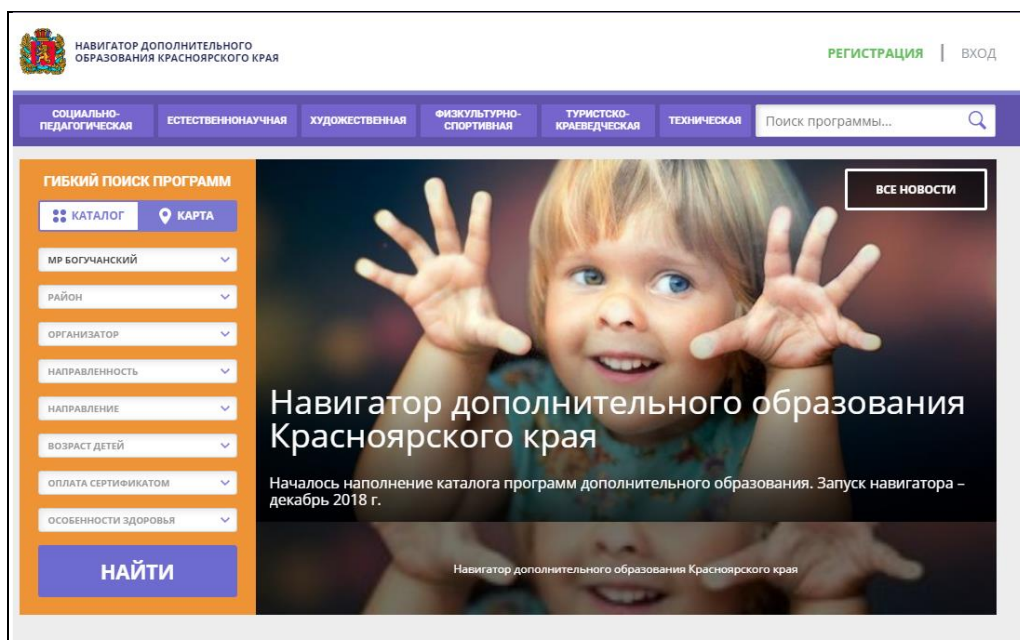 НАВИГАТОР ДОПОЛНИТЕЛЬНОГО
ОБРАЗОВАНИЯ КРАСНОЯРСКОГО КРАЯ
РЕГИСТРАЦИЯ | ВХОД
СОЦИАЛЬНО-
ПЕДАГОГИЧЕСКАЯ
ЕСТЕСТВЕННОНАУЧНАЯ
ХУДОЖЕСТВЕННАЯ
ФИЗКУЛЬТУРНО-
СПОРТИВНАЯ
ТУРИСТСКО-
КРАЕВЕДЧЕСКАЯ
ТЕХНИЧЕСКАЯ
Поиск программы...
ГИБКИЙ ПОИСК ПРОГРАММ
КАТАЛОГ
КАРТА
МР БОГУЧАНСКИЙ
РАЙОН
ОРГАНИЗАТОР
НАПРАВЛЕННОСТЬ
НАПРАВЛЕНИЕ
ВОЗРАСТ ДЕТЕЙ
ОПЛАТА СЕРТИФИКАТОМ
ОСОБЕННОСТИ ЗДОРОВЬЯ
НАЙТИ
ВСЕ НОВОСТИ
Навигатор дополнительного образования
Красноярского края
Началось наполнение каталога программ дополнительного образования. Запуск навигатора –
декабрь 2018 г.
Навигатор дополнительного образования Красноярского края